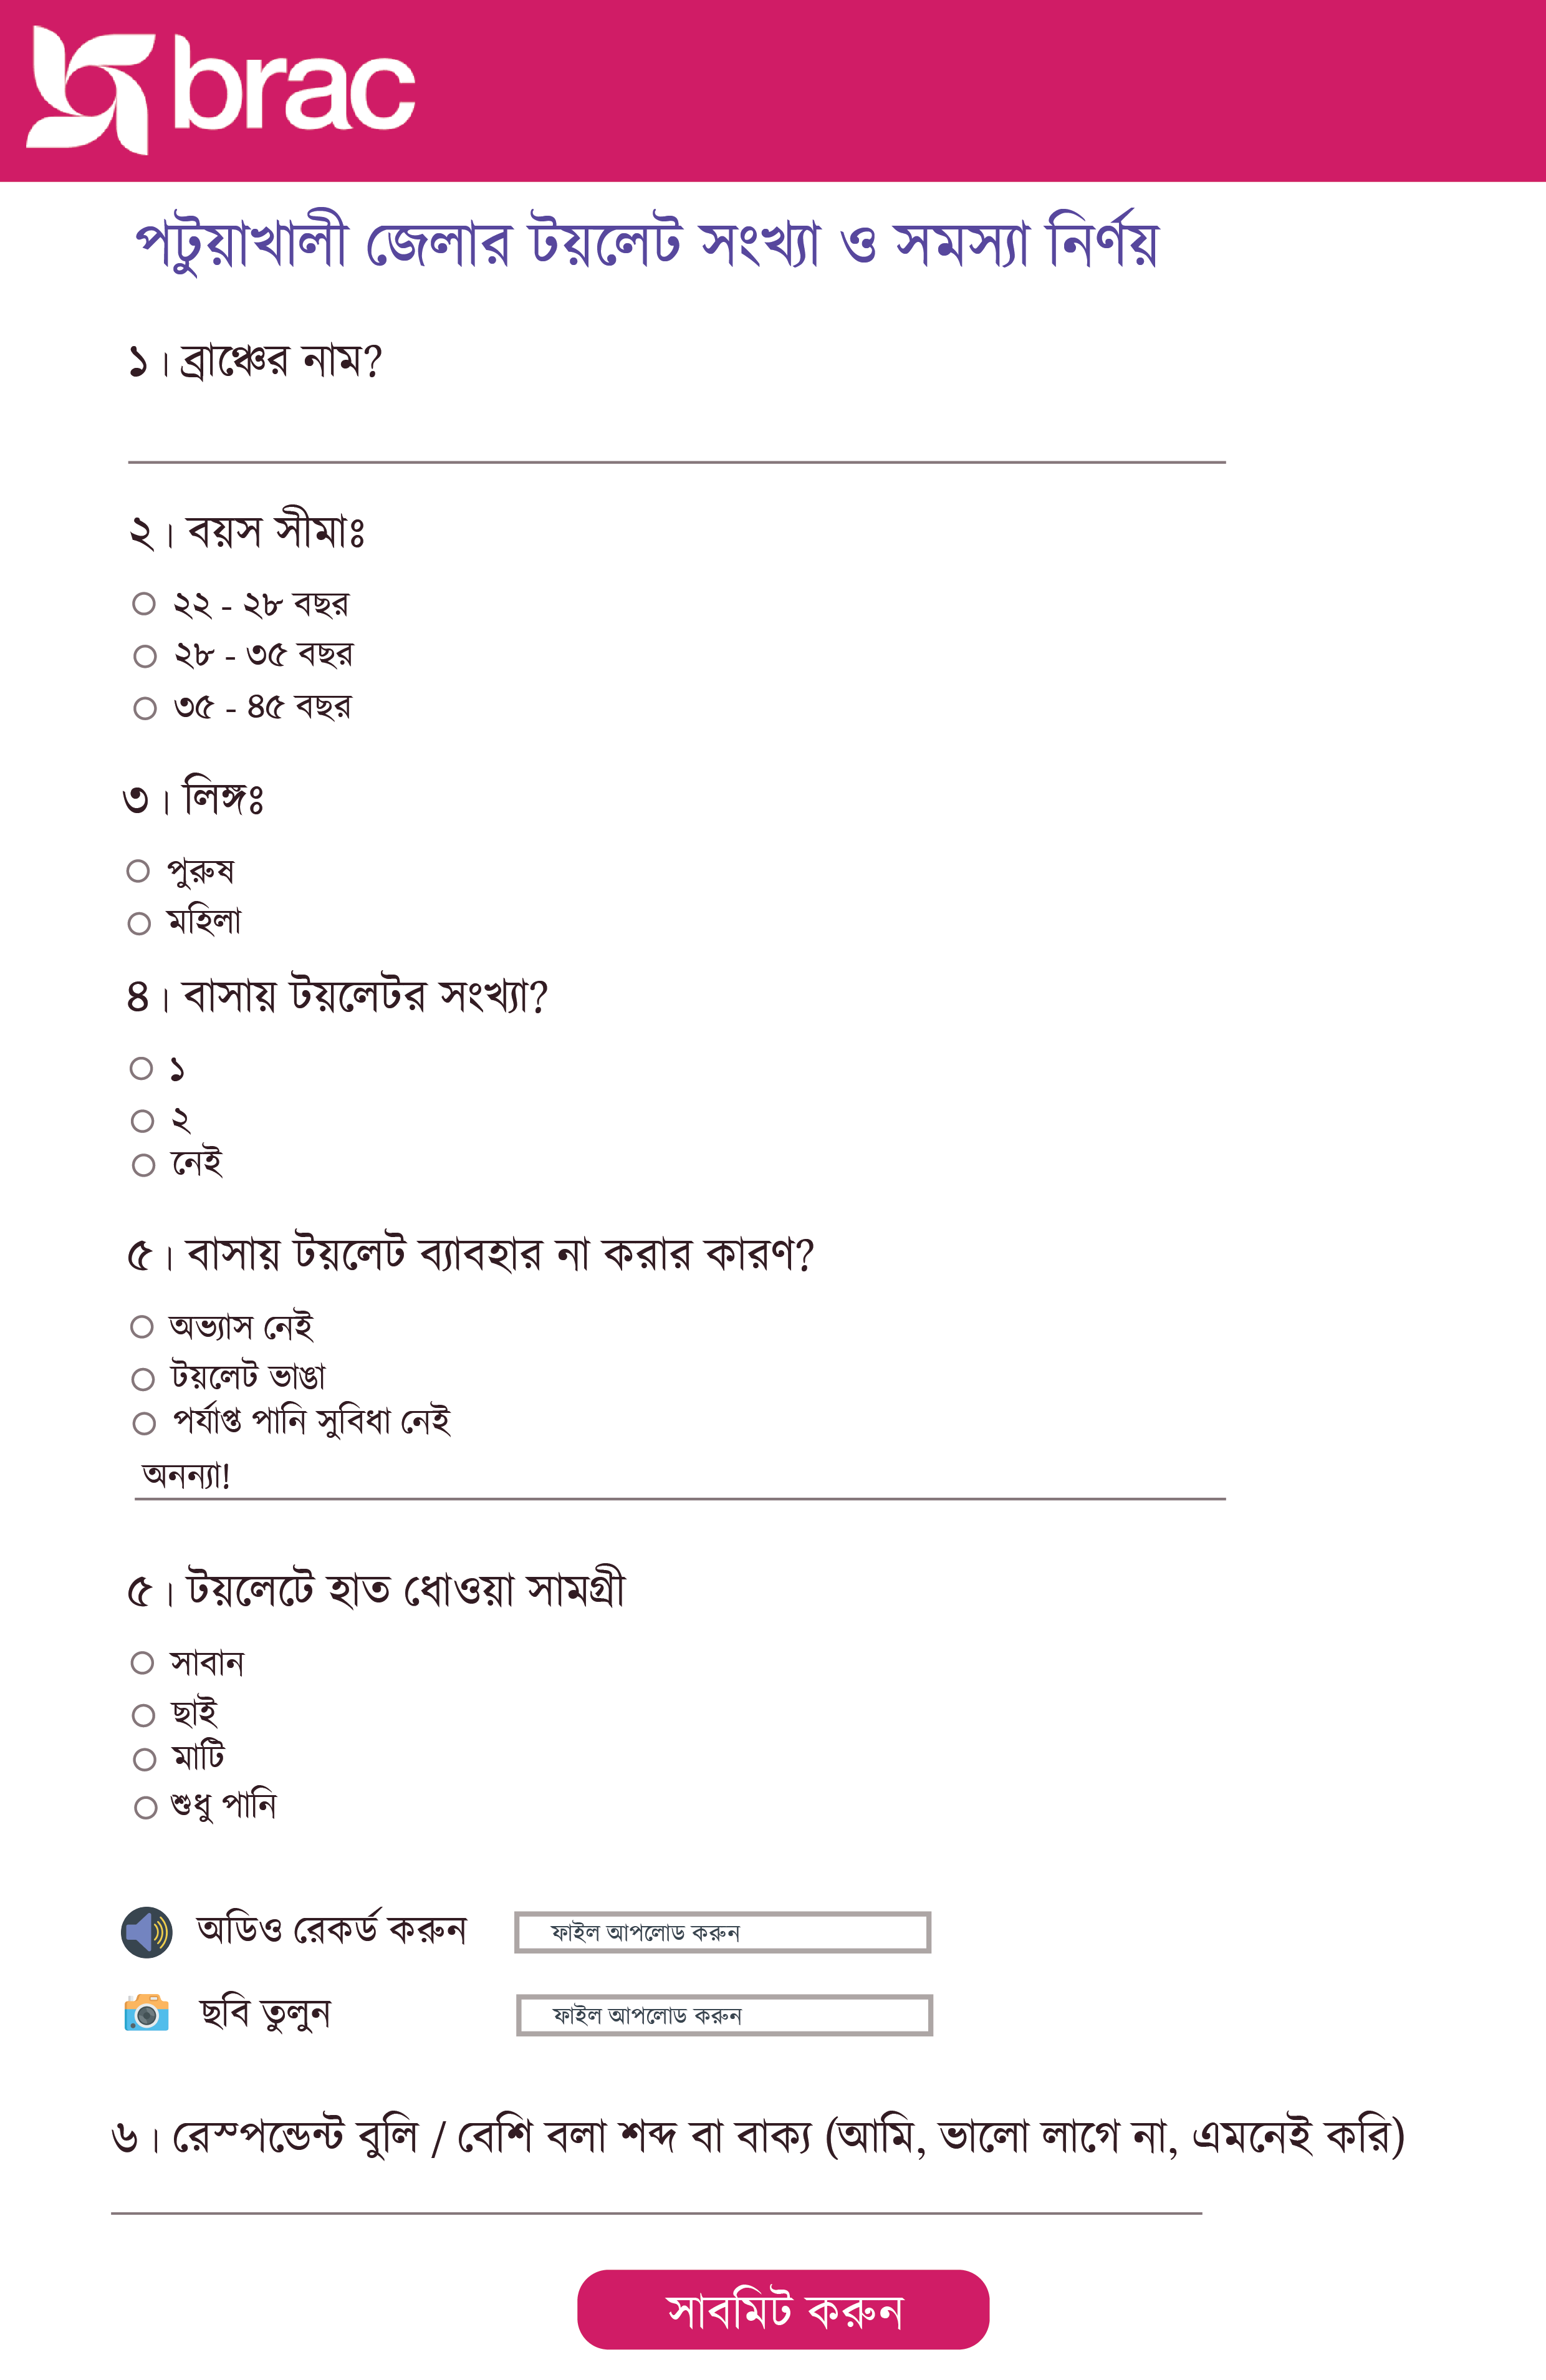 brac
পটুয়াখালী জেলার টয়লেট সংখ্যা ও সমস্যা নির্ণয়
১। ব্রাঞ্চের নাম?
২। বয়স সীমাঃ
২২ - ২৮ বছর
২৮ - ৩৫ বছর
৩৫ - ৪৫ বছর
৩। লিঙ্গঃ
পুরুষ
মহিলা
৪। বাসায় টয়লেটর সংখ্যা?
১
২
নেই
৫। বাসায় টয়লেট ব্যাবহার না করার কারণ?
অভ্যাস নেই
টয়লেট ভাঙা
পর্যাপ্ত পানি সুবিধা নেই
অনন্যা!
৫। টয়লেটে হাত ধোওয়া সামগ্রী
সাবান
ছাই
মাটি
শুধু পানি
অডিও রেকর্ড করুন ফাইল আপলোড করুন
ছবি তুলুন ফাইল আপলোড করুন
৬। রেস্পন্ডেন্ট বুলি / বেশি বলা শব্দ বা বাক্য (আমি, ভালো লাগে না, এমনেই করি)
সাবমিট করুন